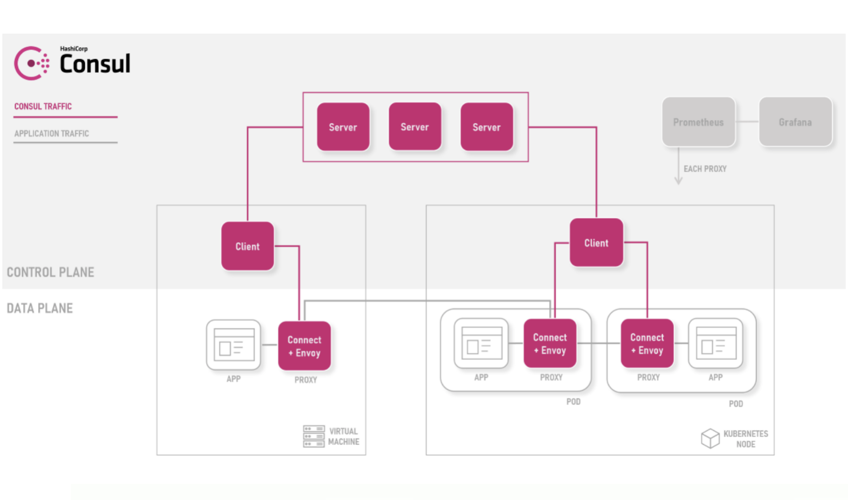 HashiCorp
Consul
CONSUL TRAFFIC
APPLICATION TRAFFIC
Server
Server
Server
Prometheus
Grafana
EACH PROXY
Client
Client
CONTROL PLANE
DATA PLANE
Connect
+ Envoy
APP
PROXY
Connect
+ Envoy
APP
PROXY
POD
Connect
+ Envoy
PROXY
APP
POD
VIRTUAL
MACHINE
KUBERNETES
NODE